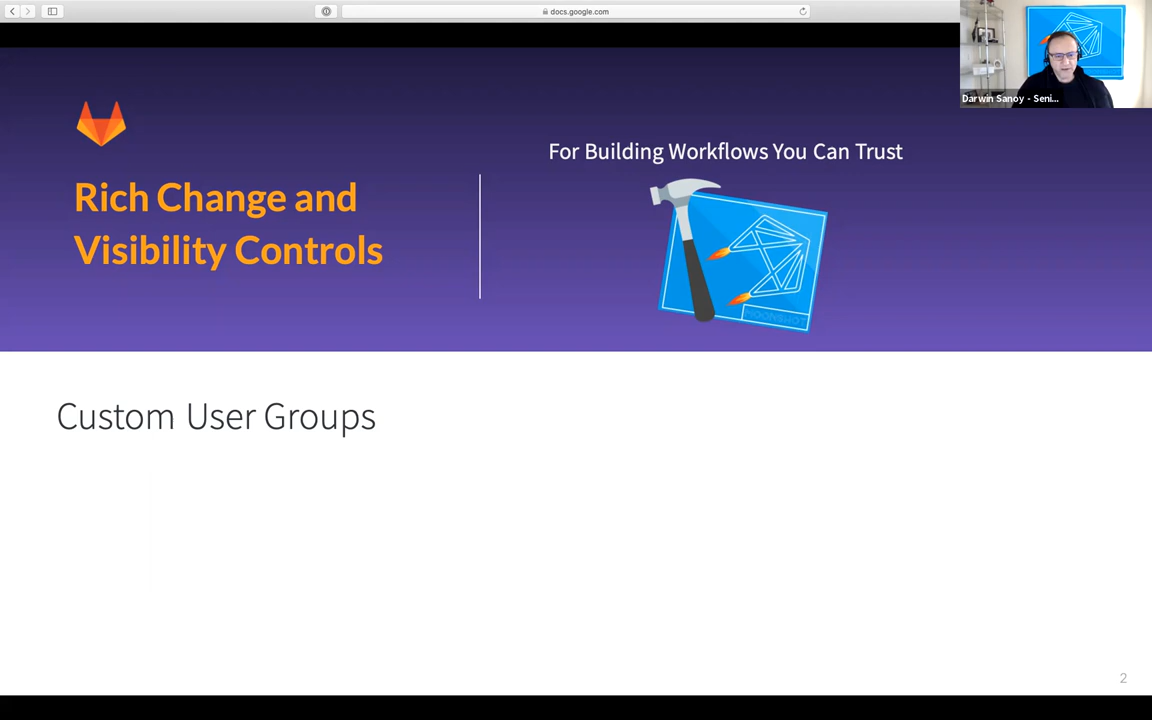 docs.google.com
Darwin Sanoy - Seni...
For Building Workflows You Can Trust
Rich Change and
Visibility Controls
MOONSHOT
Custom User Groups
2